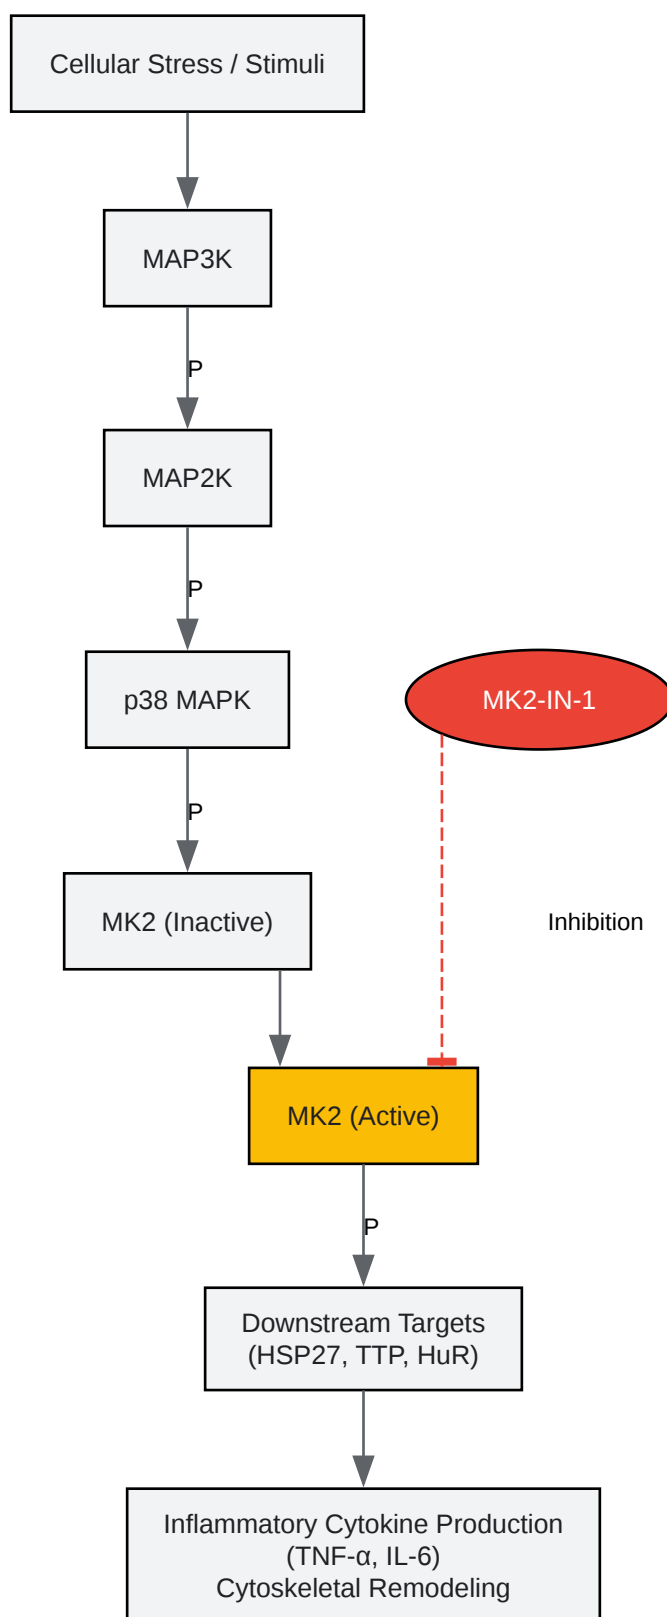 Cellular Stress / Stimuli
MAP3K
P
MAP2K
P
p38 MAPK
MK2-IN-1
P
MK2 (Inactive)
Inhibition
MK2 (Active)
P
Downstream Targets
(HSP27, TTP, HuR)
Inflammatory Cytokine Production
(TNF-α, IL-6)
Cytoskeletal Remodeling